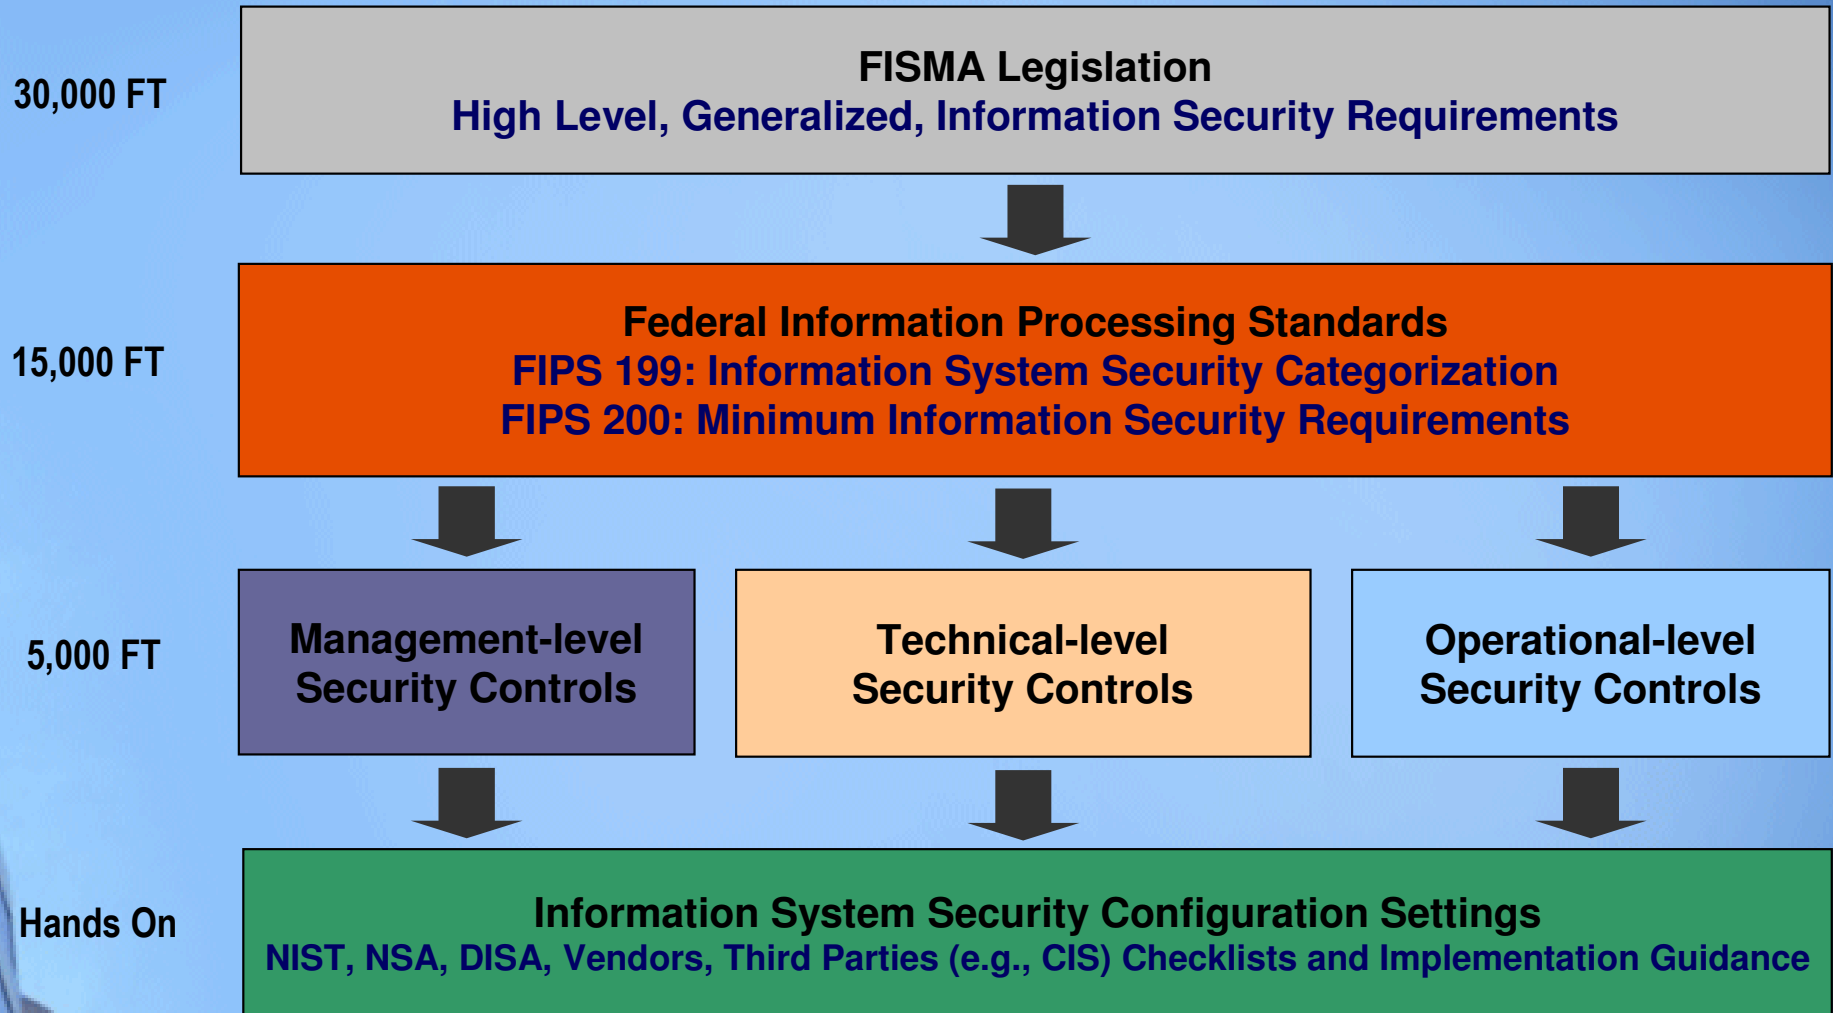 30,000 FT
FISMA Legislation
High Level, Generalized, Information Security Requirements
15,000 FT
Federal Information Processing Standards
FIPS 199: Information System Security Categorization
FIPS 200: Minimum Information Security Requirements
5,000 FT
Management-level
Security Controls
Technical-level
Security Controls
Operational-level
Security Controls
Hands On
Information System Security Configuration Settings
NIST, NSA, DISA, Vendors, Third Parties (e.g., CIS) Checklists and Implementation Guidance